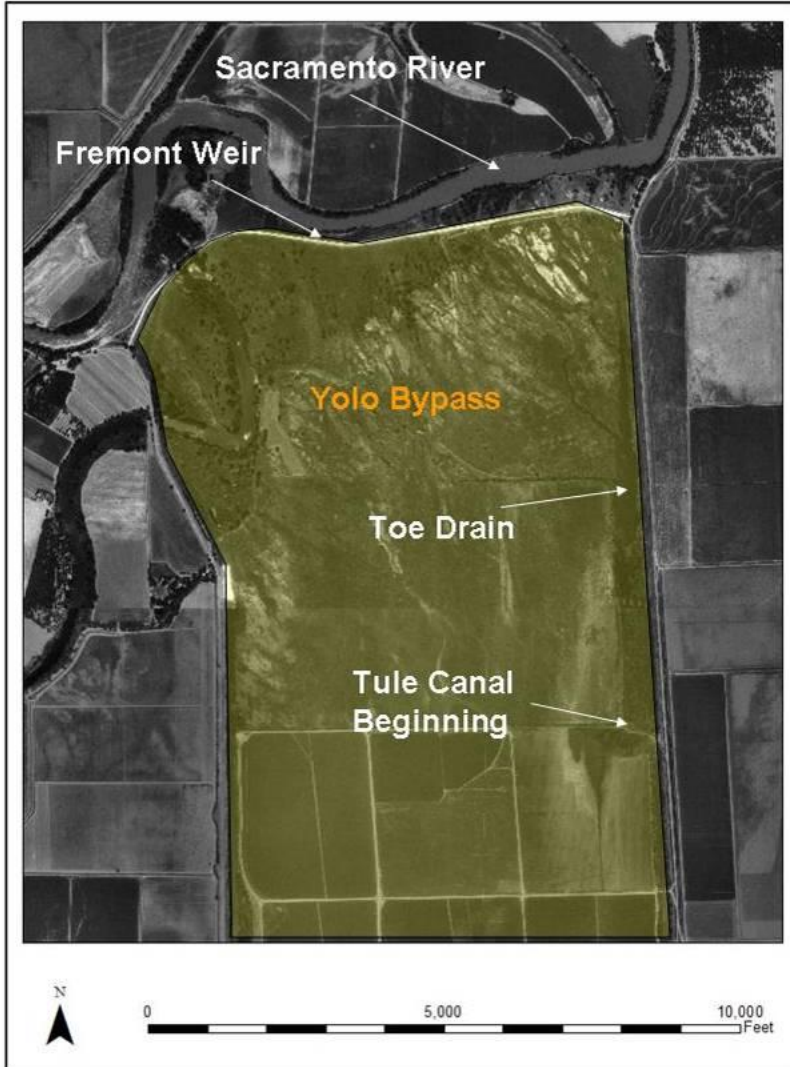 Sacramento River
Fremont Weir
Yolo Bypass
Toe Drain
Tule Canal
Beginning
N
0 5,000 10,000
Feet